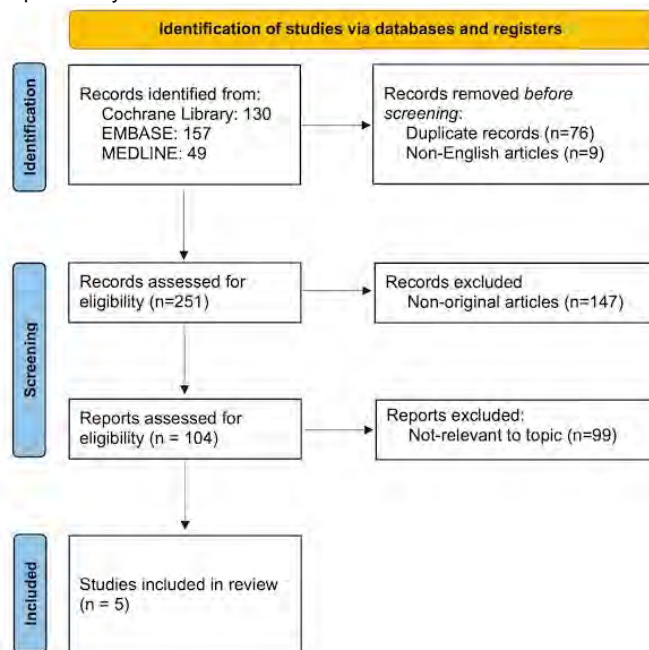 Identification of studies via databases and registers
Identification
Records identified from:
Cochrane Library: 130
EMBASE: 157
MEDLINE: 49
Records removed before
screening:
Duplicate records (n=76)
Non-English articles (n=9)
Screening
Records assessed for
eligibility (n=251)
Records excluded
Non-original articles (n=147)
Reports assessed for
eligibility (n = 104)
Reports excluded:
Not-relevant to topic (n=99)
Included
Studies included in review
(n = 5)